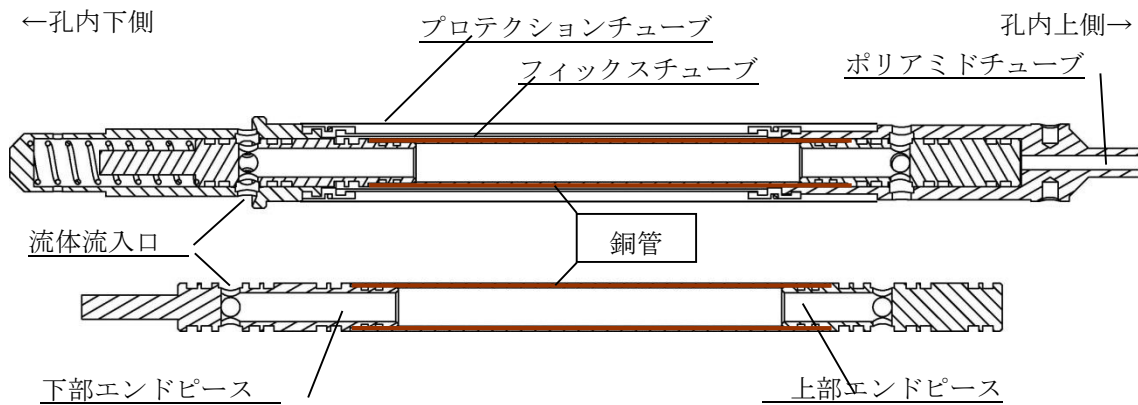 ←孔内下側
プロテクションチューブ
孔内上側→
フィックスチューブ
ポリアミドチューブ
流体流入口
銅管
下部エンドピース
上部エンドピース